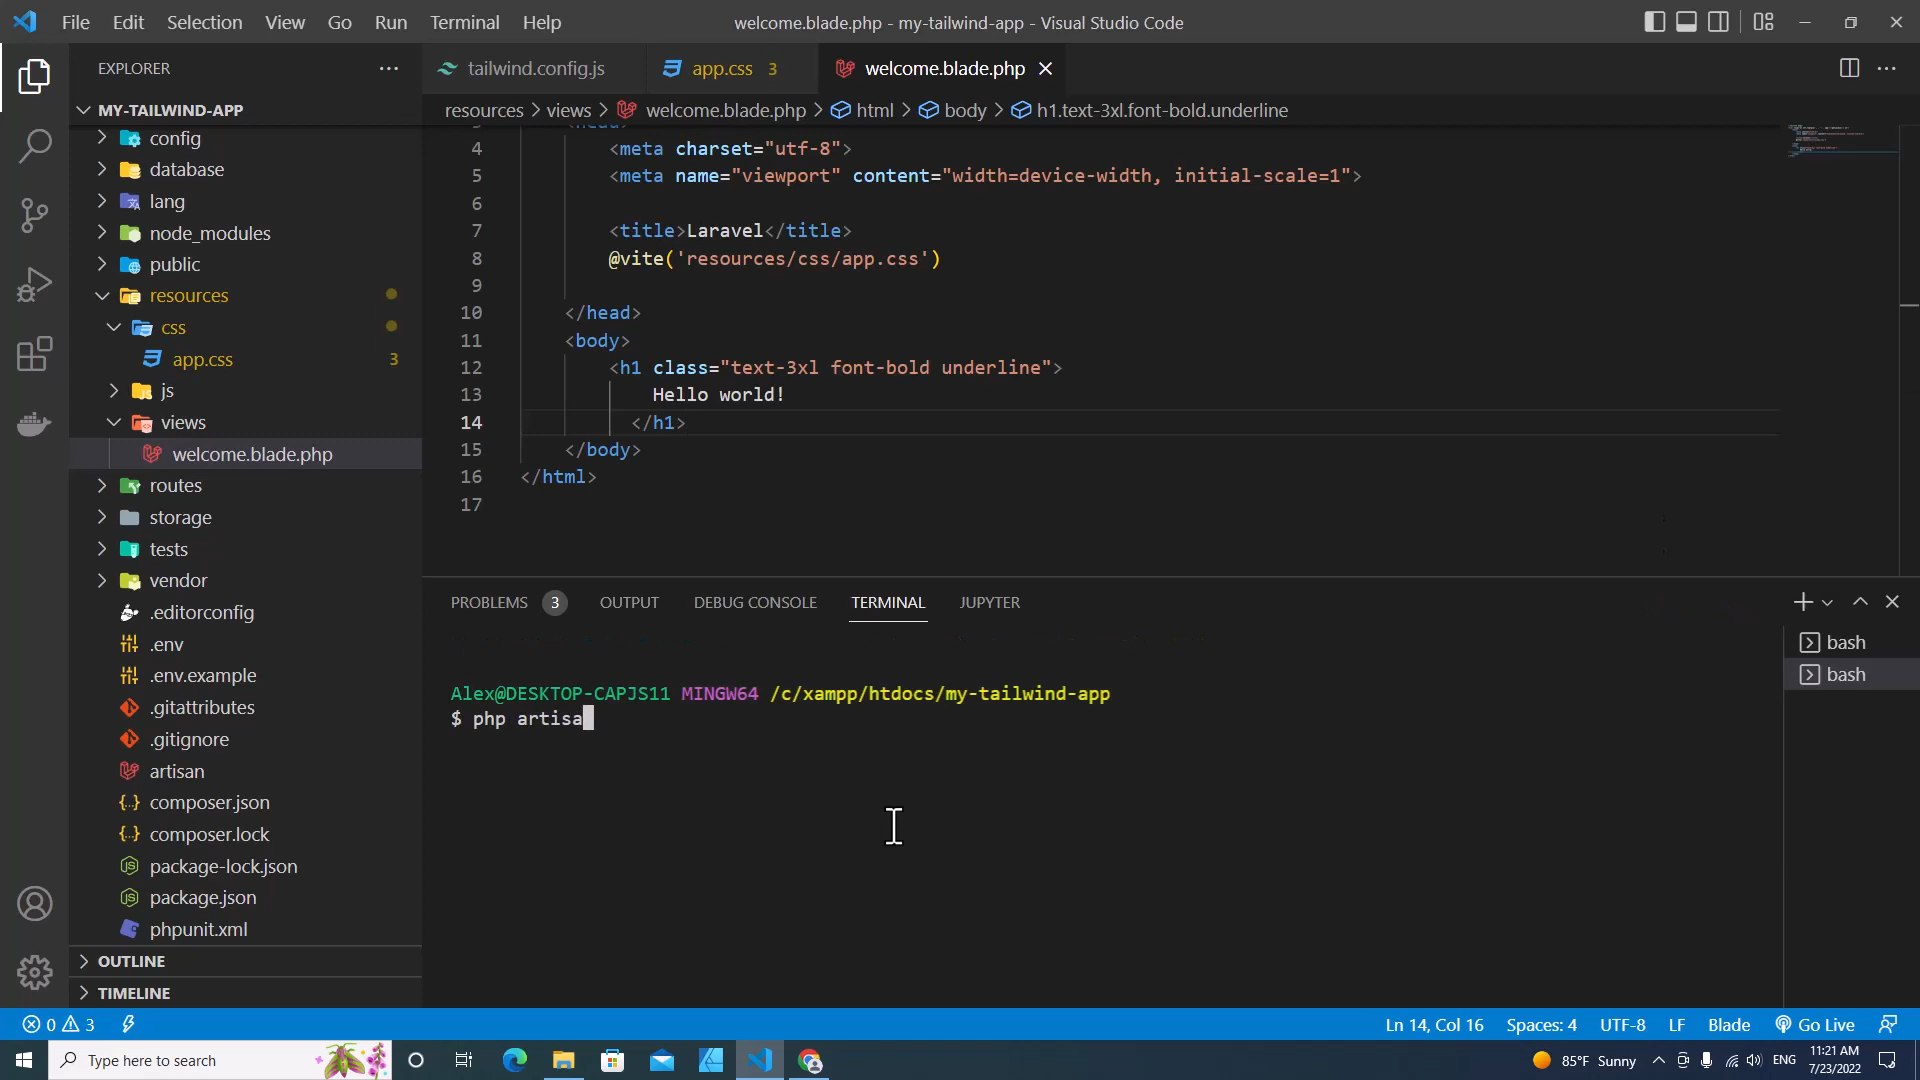 File Edit Selection View Go Run Terminal Help welcome.blade.php - my-tailwind-app - Visual Studio Code
EXPLORER
tailwind.config.js app.css 3 welcome.blade.php
MY-TAILWIND-APP
resources views welcome.blade.php html body h1.text-3xl.font-bold.underline
config
database
lang
node_modules
public
resources
css
app.css 3
js
views
welcome.blade.php
routes
storage
tests
vendor
.editorconfig
.env
.env.example
.gitattributes
.gitignore
artisan
composer.json
composer.lock
package-lock.json
package.json
phpunit.xml
OUTLINE
TIMELINE
<head>
4 <meta charset="utf-8">
5 <meta name="viewport" content="width=device-width, initial-scale=1">
6
7 <title>Laravel</title>
8 @vite('resources/css/app.css')
9
10 </head>
11 <body>
12 <h1 class="text-3xl font-bold underline">
13 Hello world!
14 </h1>
15 </body>
16 </html>
17
PROBLEMS 3 OUTPUT DEBUG CONSOLE TERMINAL JUPYTER
Alex@DESKTOP-CAPJS11 MINGW64 /c/xampp/htdocs/my-tailwind-app
$ php artisa
bash
bash
0 3 Ln 14, Col 16 Spaces: 4 UTF-8 LF Blade Go Live
Type here to search 85°F Sunny ENG 11:21 AM
7/23/2022